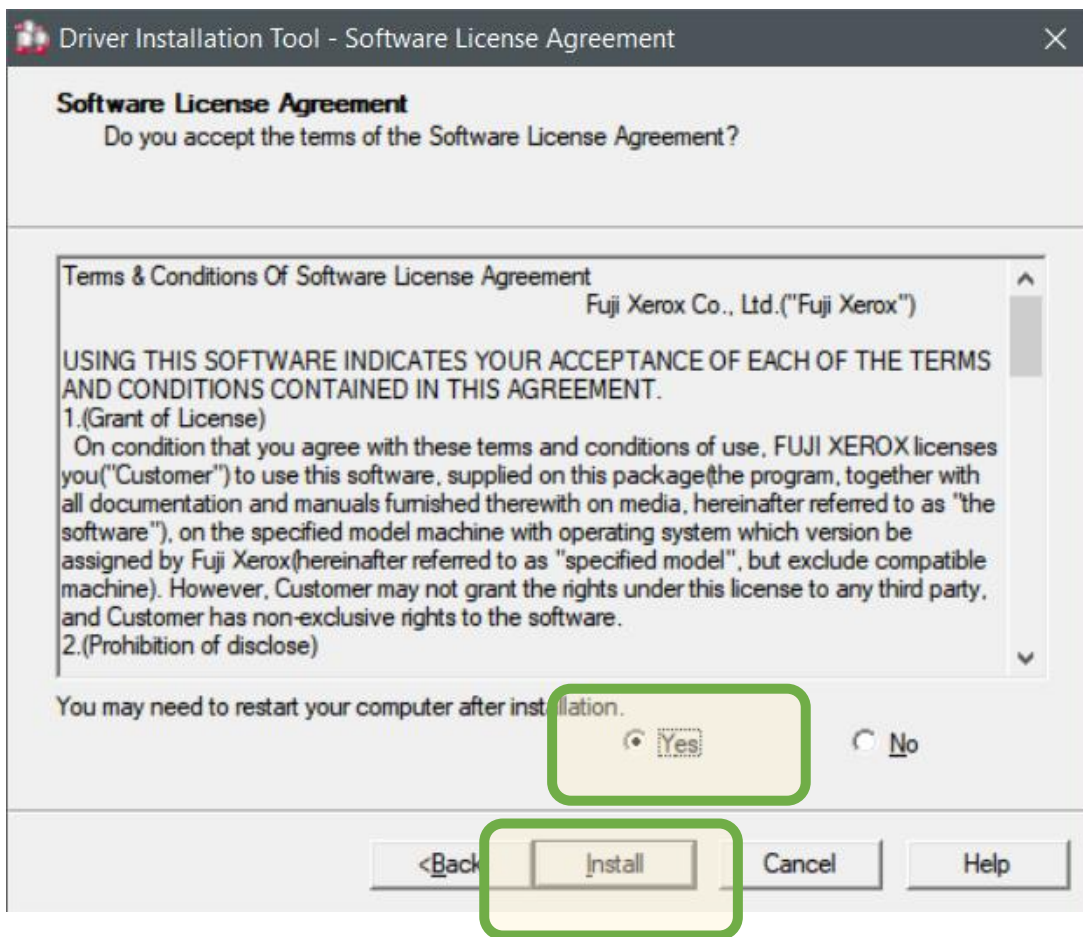 Driver Installation Tool - Software License Agreement
Software License Agreement
Do you accept the terms of the Software License Agreement?
Terms & Conditions Of Software License Agreement
Fuji Xerox Co., Ltd.("Fuji Xerox")
USING THIS SOFTWARE INDICATES YOUR ACCEPTANCE OF EACH OF THE TERMS
AND CONDITIONS CONTAINED IN THIS AGREEMENT.
1.(Grant of License)
On condition that you agree with these terms and conditions of use, FUJI XEROX licenses
you("Customer") to use this software, supplied on this package(the program, together with
all documentation and manuals furnished therewith on media, hereinafter referred to as "the
software"), on the specified model machine with operating system which version be
assigned by Fuji Xerox(hereinafter referred to as "specified model", but exclude compatible
machine). However, Customer may not grant the rights under this license to any third party,
and Customer has non-exclusive rights to the software.
2.(Prohibition of disclose)
You may need to restart your computer after installation.
Yes No
<Back Install Cancel Help